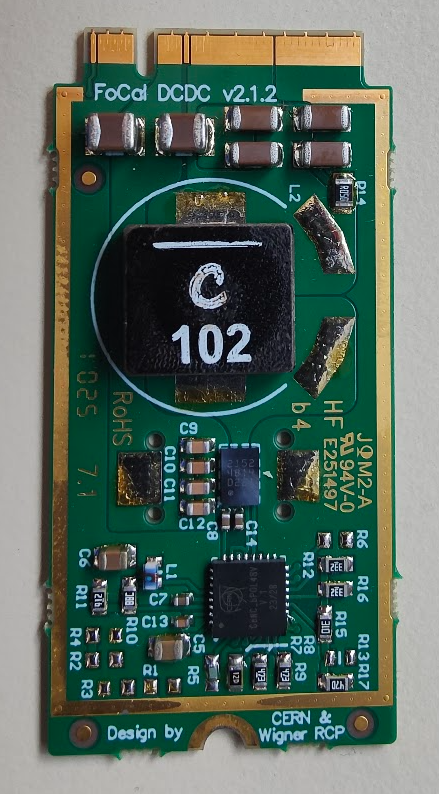 FoCal DCDC v2.1.2
L2
R14
C
102
1025 7.1
RoHS
b4
HF
E251497
94V-0
JQM2-A
C9
C10 C11
C12
C8
C14
R6
C6
L1
R12
R11
C7
R16
C13
R15
R4
R10
R2
C5
R7
R8
R13
R3
R1
R5
R9
R17
470
Design by
CERN &
Wigner RCP